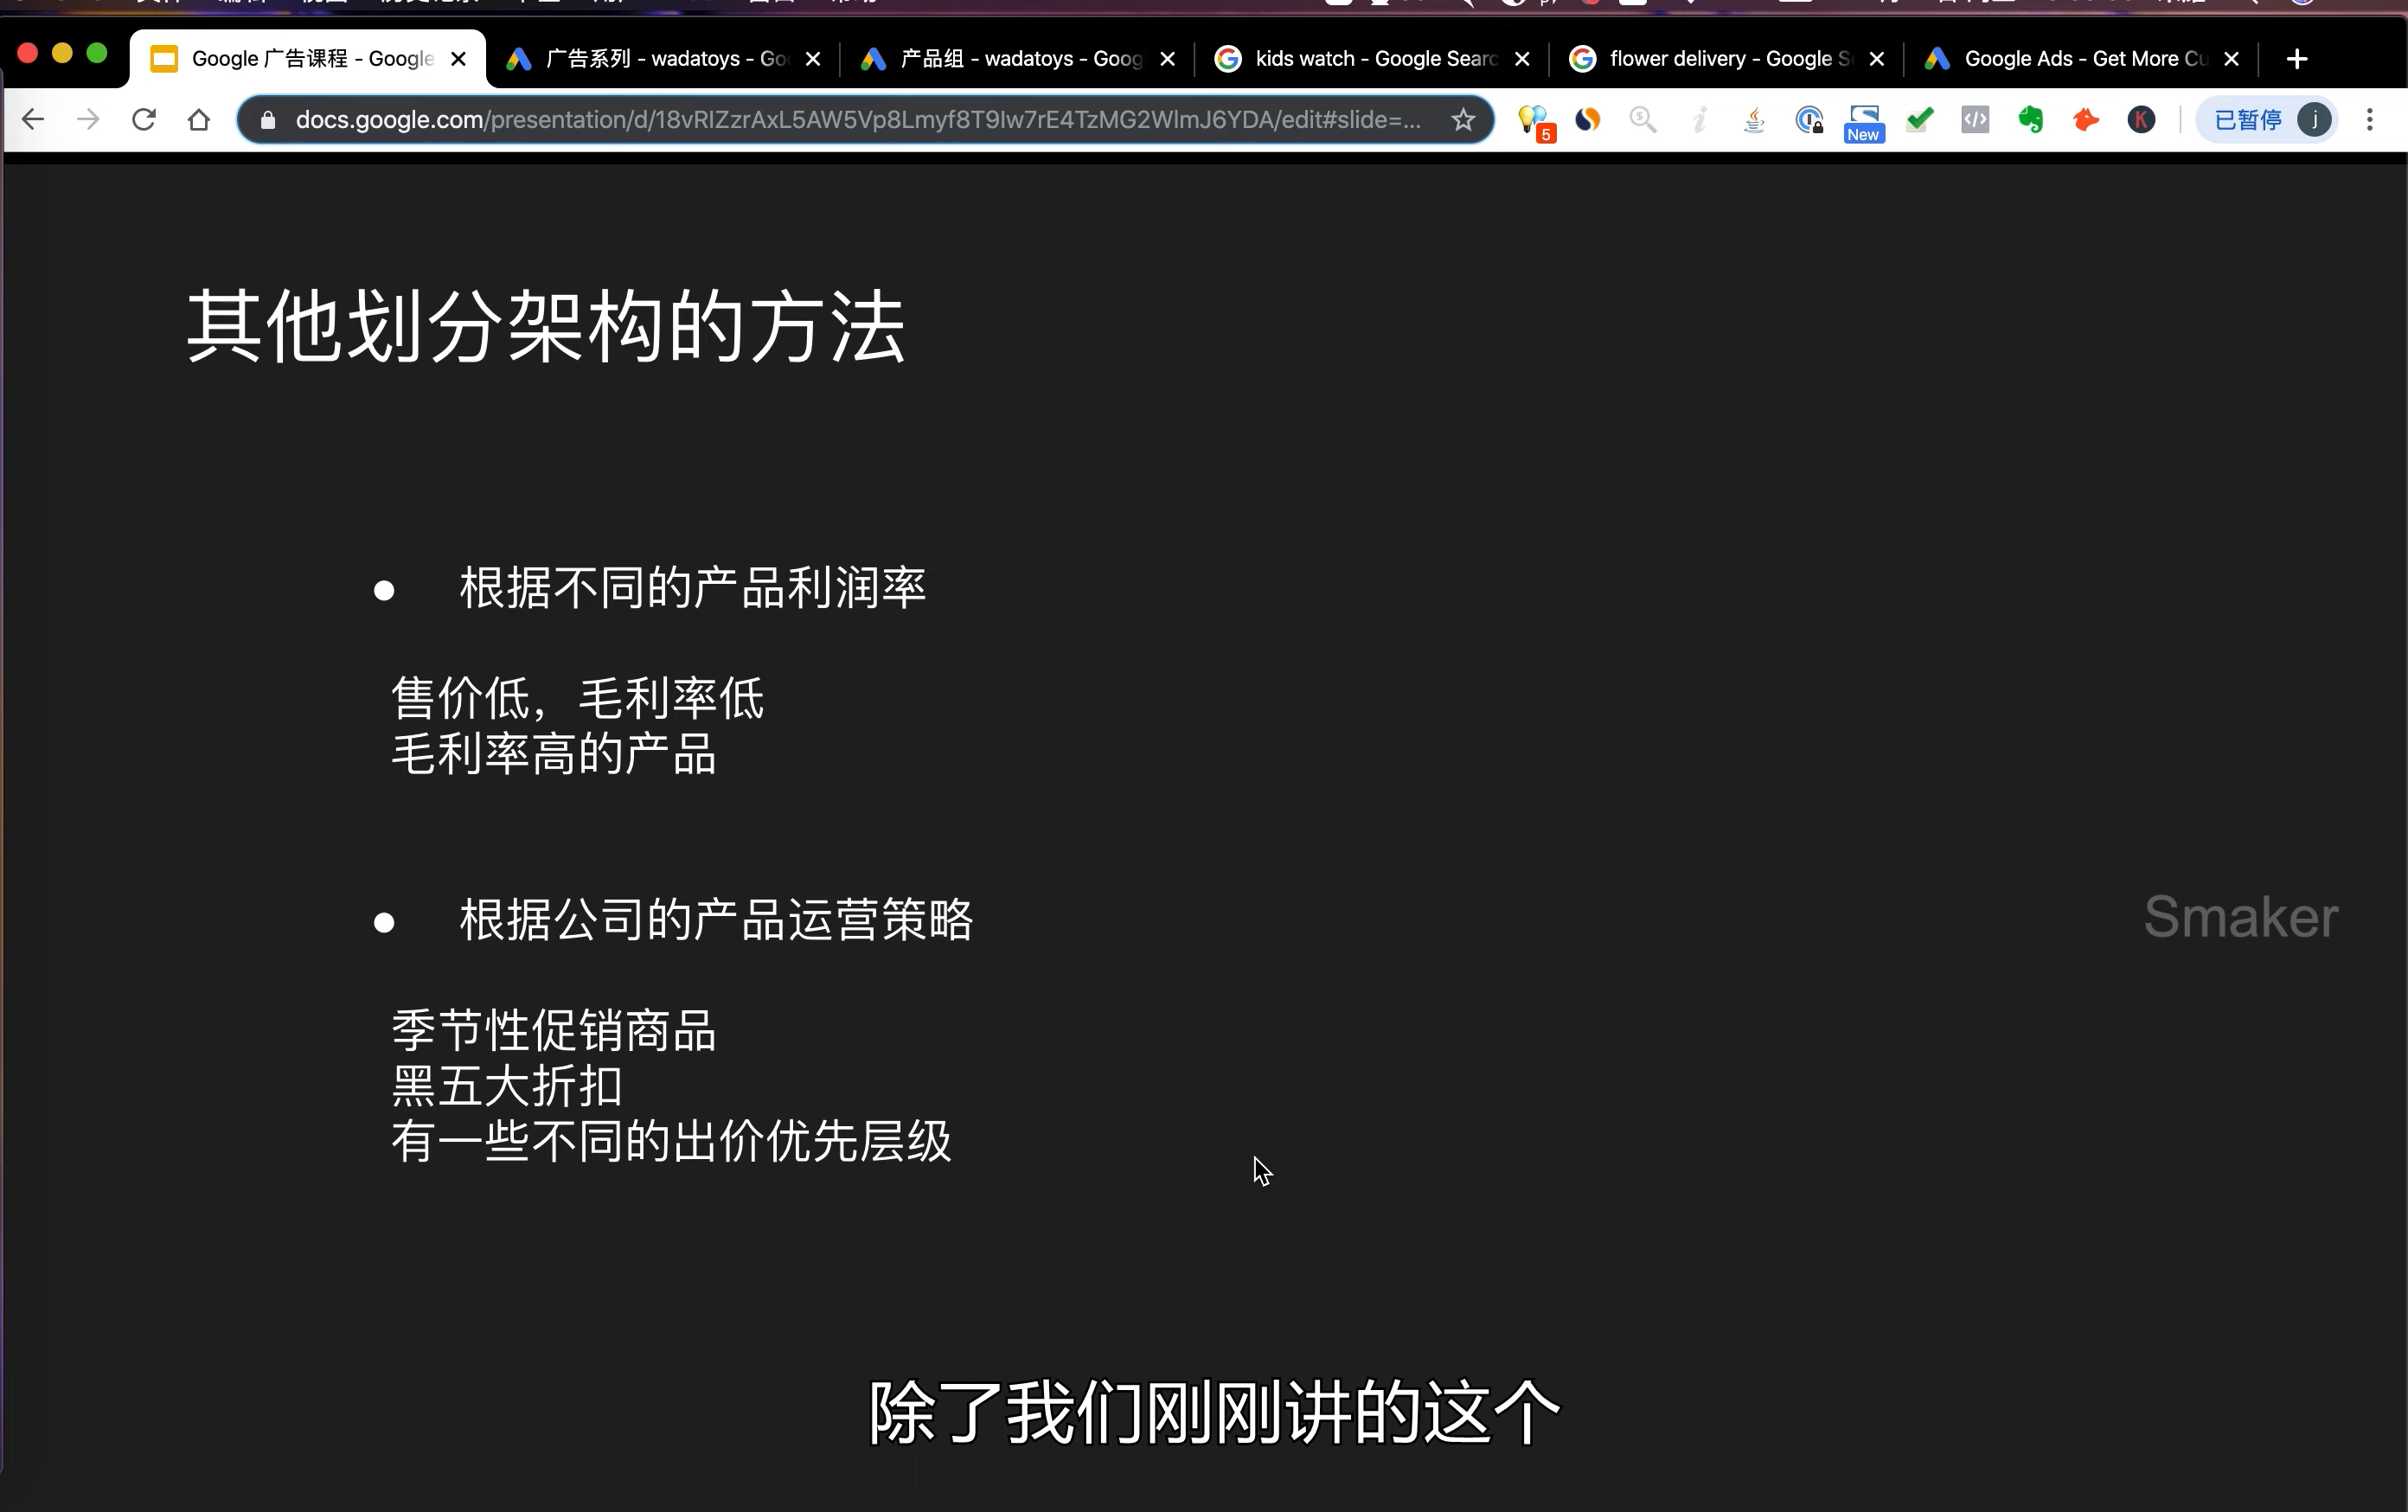 Google 广告课程 - Google
广告系列 - wadatoys - Go
产品组 - wadatoys - Goog
kids watch - Google Searc
flower delivery - Google S
Google Ads - Get More Cu
docs.google.com/presentation/d/18vRlZzrAxL5AW5Vp8Lmyf8T9Iw7rE4TzMG2WlmJ6YDA/edit#slide=...
5
New
K
已暂停
j
其他划分架构的方法
● 根据不同的产品利润率
售价低，毛利率低
毛利率高的产品
● 根据公司的产品运营策略
Smaker
季节性促销商品
黑五大折扣
有一些不同的出价优先层级
除了我们刚刚讲的这个